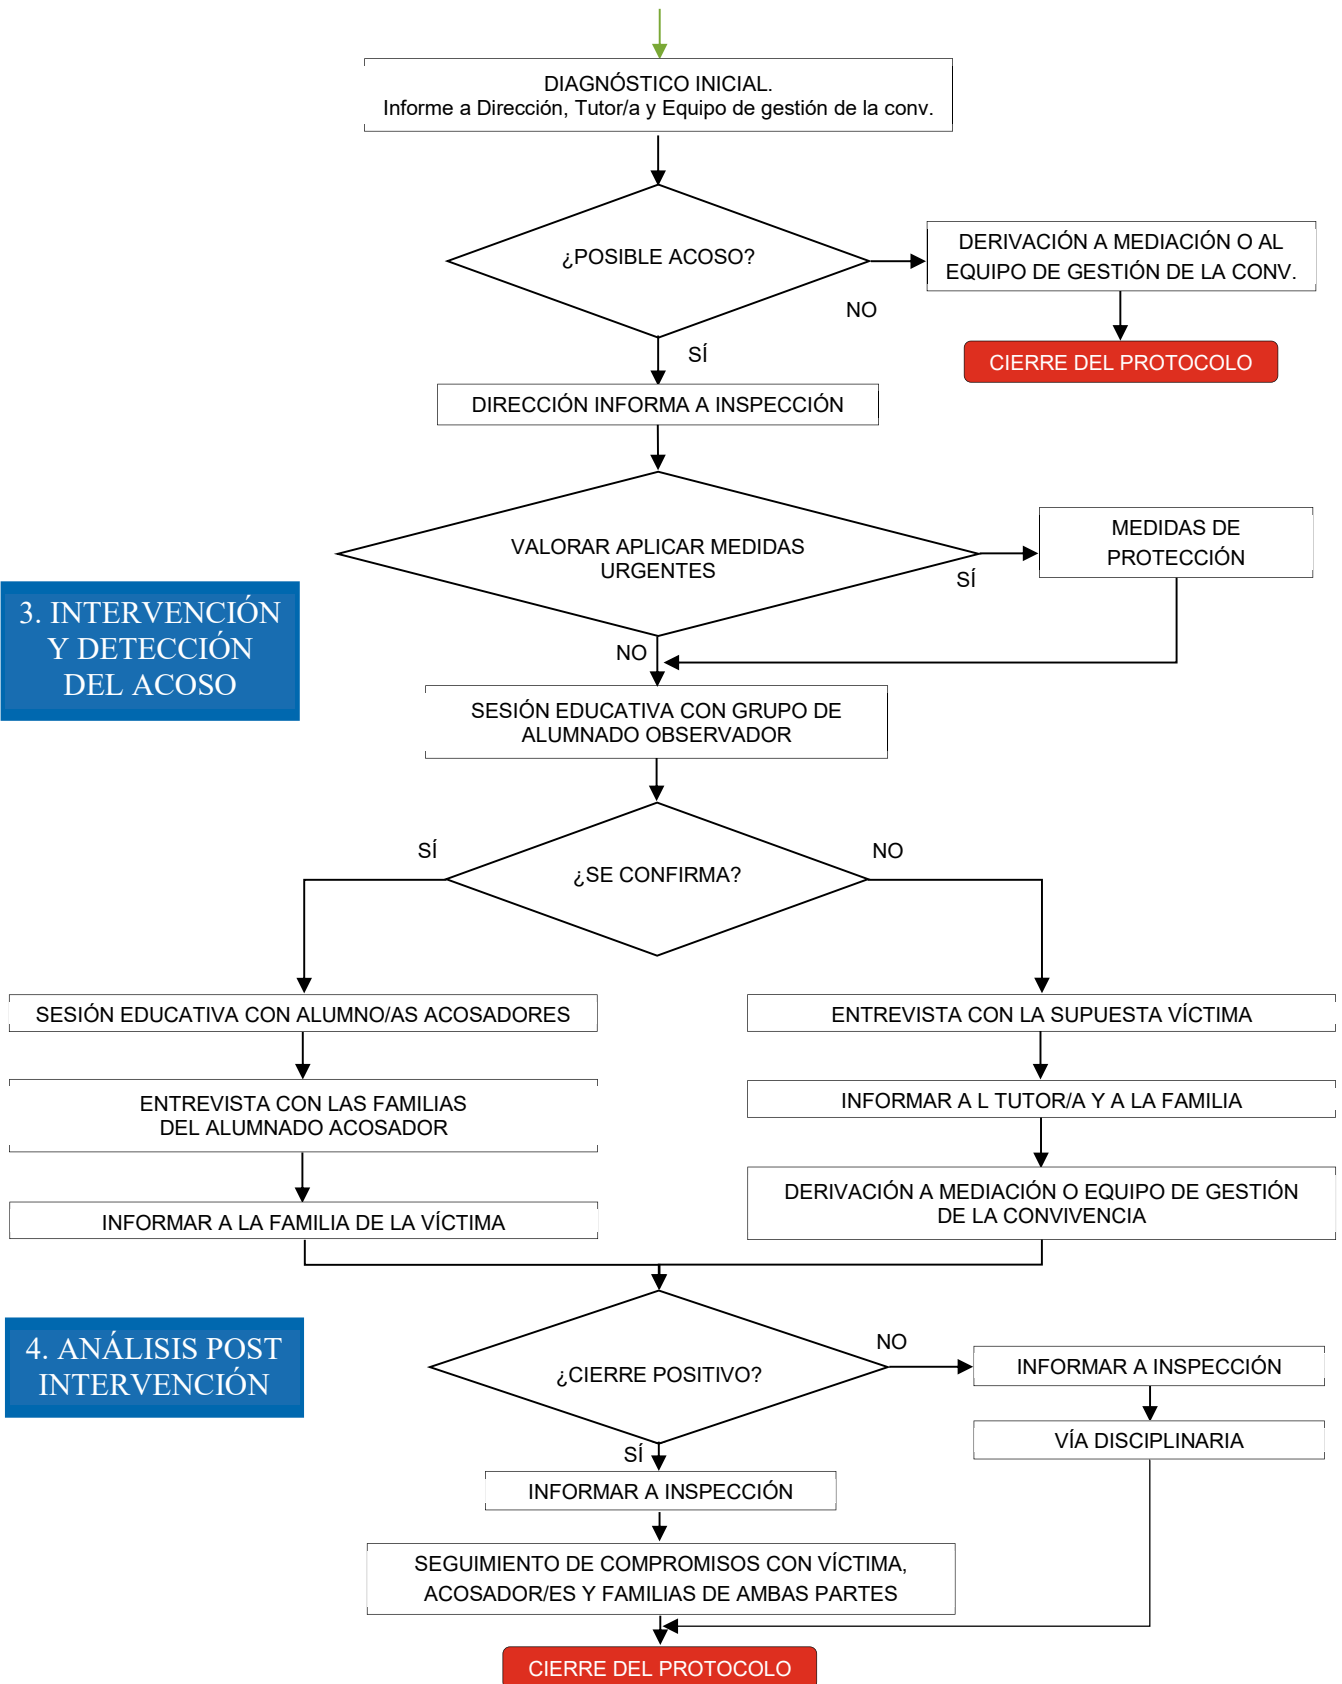 DIAGNÓSTICO INICIAL.
Informe a Dirección, Tutor/a y Equipo de gestión de la conv.
¿POSIBLE ACOSO?
DERIVACIÓN A MEDIACIÓN O AL
EQUIPO DE GESTIÓN DE LA CONV.
NO
CIERRE DEL PROTOCOLO
SÍ
DIRECCIÓN INFORMA A INSPECCIÓN
VALORAR APLICAR MEDIDAS
URGENTES
SÍ
MEDIDAS DE
PROTECCIÓN
3. INTERVENCIÓN
Y DETECCIÓN
DEL ACOSO
NO
SESIÓN EDUCATIVA CON GRUPO DE
ALUMNADO OBSERVADOR
¿SE CONFIRMA?
SÍ
NO
SESIÓN EDUCATIVA CON ALUMNO/AS ACOSADORES
ENTREVISTA CON LAS FAMILIAS
DEL ALUMNADO ACOSADOR
INFORMAR A LA FAMILIA DE LA VÍCTIMA
ENTREVISTA CON LA SUPUESTA VÍCTIMA
INFORMAR A L TUTOR/A Y A LA FAMILIA
DERIVACIÓN A MEDIACIÓN O EQUIPO DE GESTIÓN
DE LA CONVIVENCIA
4. ANÁLISIS POST
INTERVENCIÓN
¿CIERRE POSITIVO?
NO
INFORMAR A INSPECCIÓN
VÍA DISCIPLINARIA
SÍ
INFORMAR A INSPECCIÓN
SEGUIMIENTO DE COMPROMISOS CON VÍCTIMA,
ACOSADOR/ES Y FAMILIAS DE AMBAS PARTES
CIERRE DEL PROTOCOLO